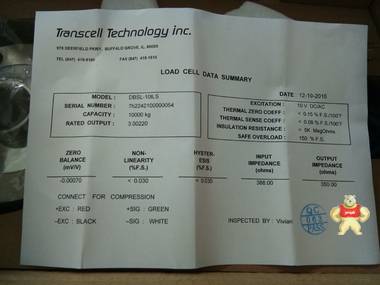 Transcell Technology inc.
975 DEERFIELD PKWY., BUFFALO GROVE, IL 60089
TEL (847) 419-9180 FAX (847) 419-1515
LOAD CELL DATA SUMMARY
MODEL : DBSL-10LS
SERIAL NUMBER :
CAPACITY : 10000 kg
RATED OUTPUT : 3.00220
DATE : 12-10-2015
EXCITATION : 10 V DC/AC
THERMAL ZERO COEFF : < 0.15 % F.S./100°F
THERMAL SENSE COEFF : < 0.08 % F.S./100°F
INSULATION RESISTANCE : > 5K MegOhms
SAFE OVERLOAD : 150 % F.S.
ZERO BALANCE (mV/V) NON-LINEARITY (%F.S.) HYSTER-ESIS (%F.S.) INPUT IMPEDANCE (ohms) OUTPUT IMPEDANCE (ohms)
-0.00070 < 0.030 < 0.030 386.00 350.00
CONNECT FOR COMPRESSION
+EXC : RED +SIG : GREEN
–EXC : BLACK –SIG : WHITE
INSPECTED BY : Vivian
QC
PASS